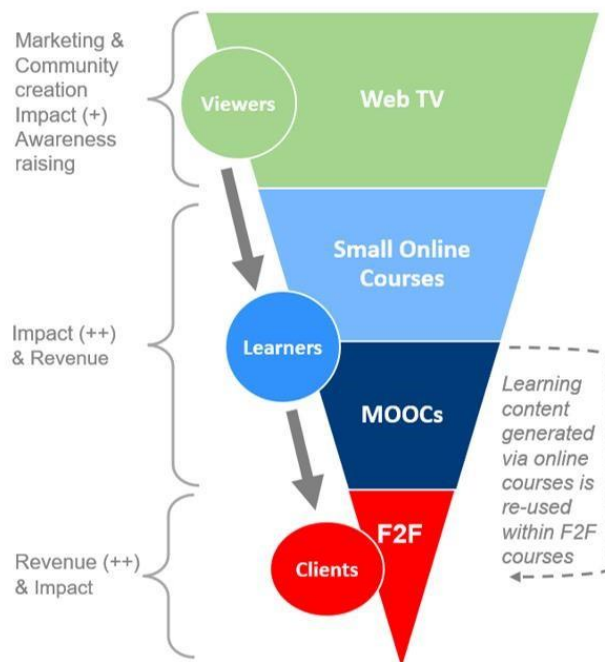 Marketing &
Community
creation
Impact (+)
Awareness
raising
Viewers
Web TV
Small Online
Courses
Impact (++)
& Revenue
Learners
MOOCs
Learning
content
generated
via online
courses is
re-used
within F2F
courses
Revenue (++)
& Impact
F2F
Clients